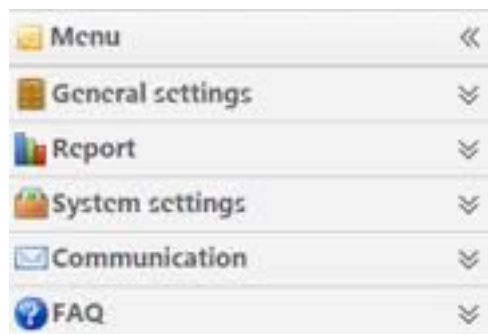 Menu
General settings
Report
System settings
Communication
FAQ